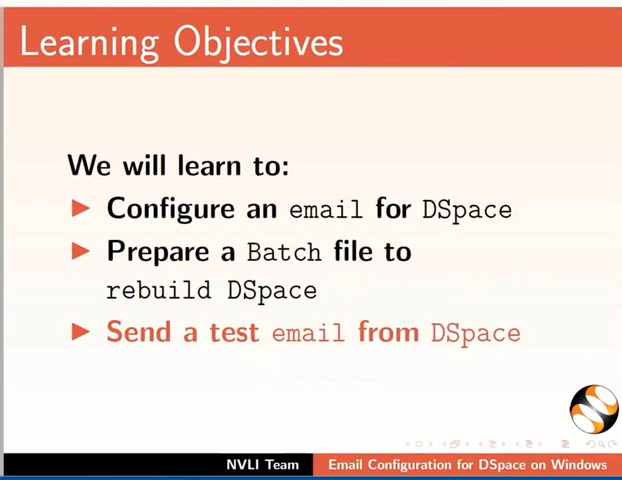 Learning Objectives
We will learn to:
Configure an email for DSpace
Prepare a Batch file to
rebuild DSpace
Send a test email from DSpace
NVLI Team
Email Configuration for DSpace on Windows